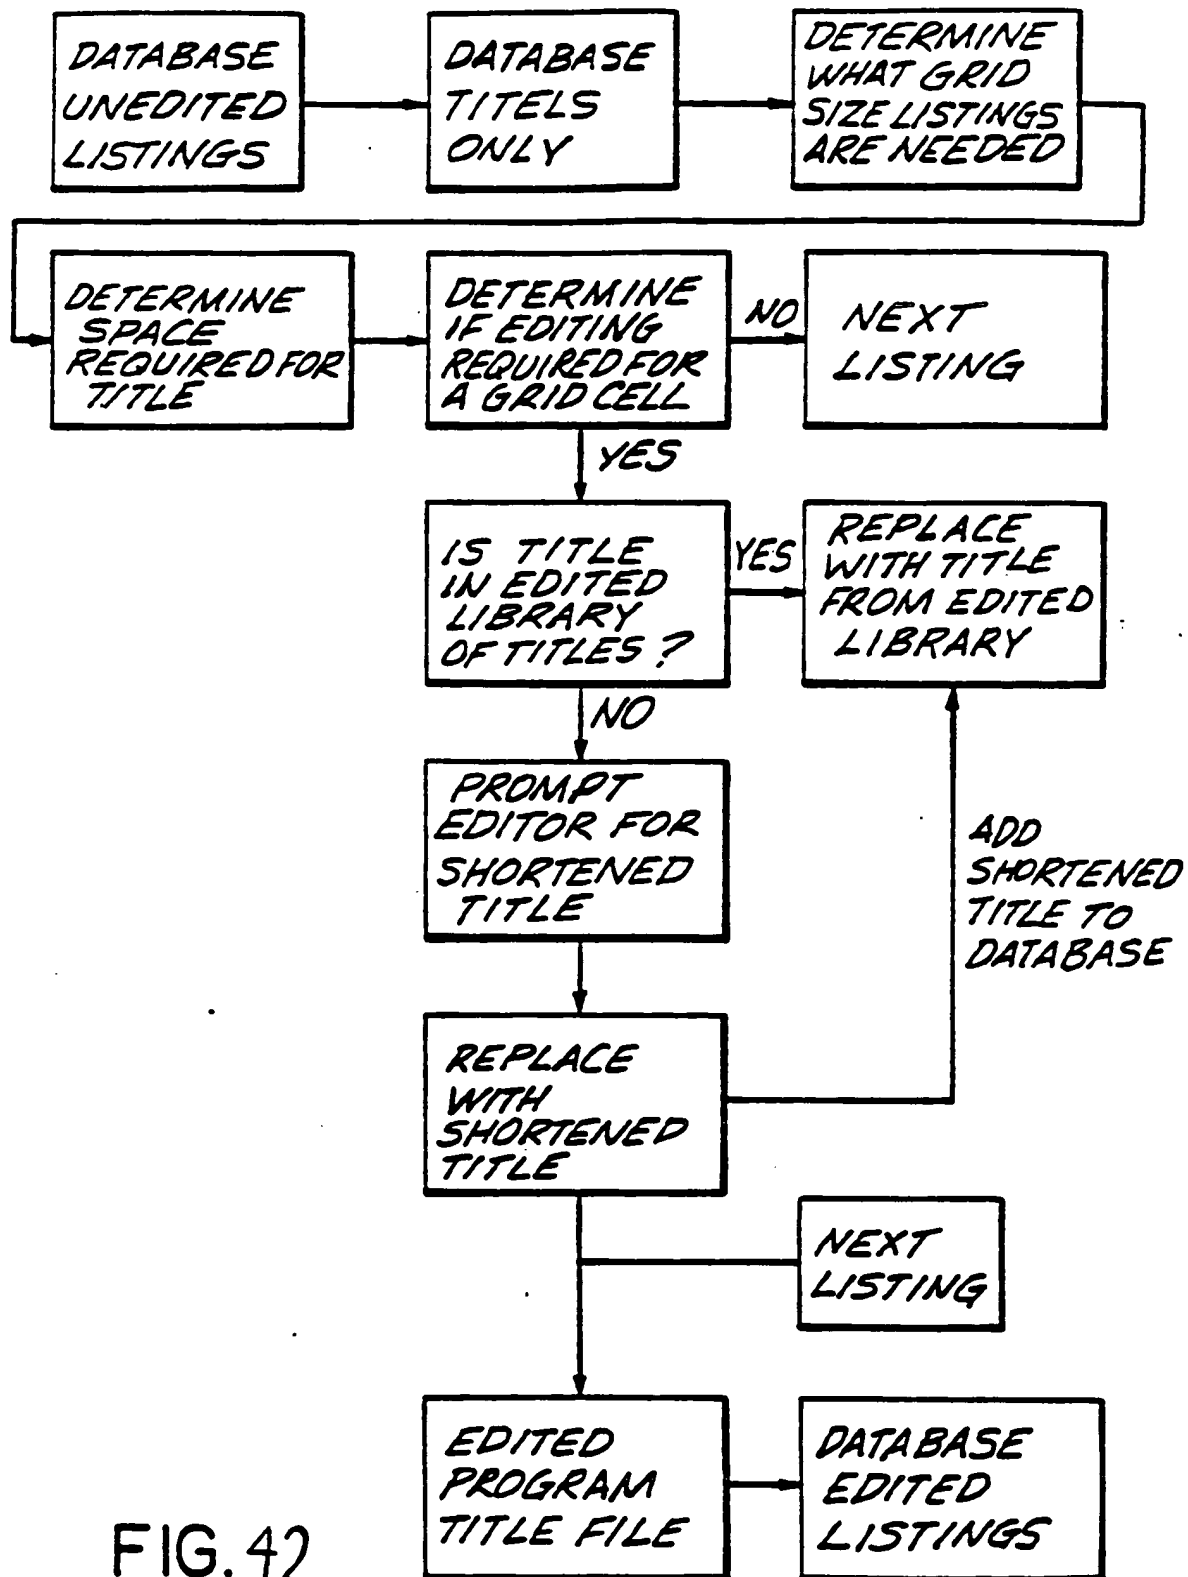 DATABASE
UNEDITED
LISTINGS
DATABASE
TITELS
ONLY
DETERMINE
WHAT GRID
SIZE LISTINGS
ARE NEEDED
DETERMINE
SPACE
REQUIRED FOR
TITLE
DETERMINE
IF EDITING
REQUIRED FOR
A GRID CELL
NO
NEXT
LISTING
YES
IS TITLE
IN EDITED
LIBRARY
OF TITLES ?
YES
REPLACE
WITH TITLE
FROM EDITED
LIBRARY
NO
PROMPT
EDITOR FOR
SHORTENED
TITLE
ADD
SHORTENED
TITLE TO
DATABASE
REPLACE
WITH
SHORTENED
TITLE
NEXT
LISTING
EDITED
PROGRAM
TITLE FILE
DATABASE
EDITED
LISTINGS
FIG. 42